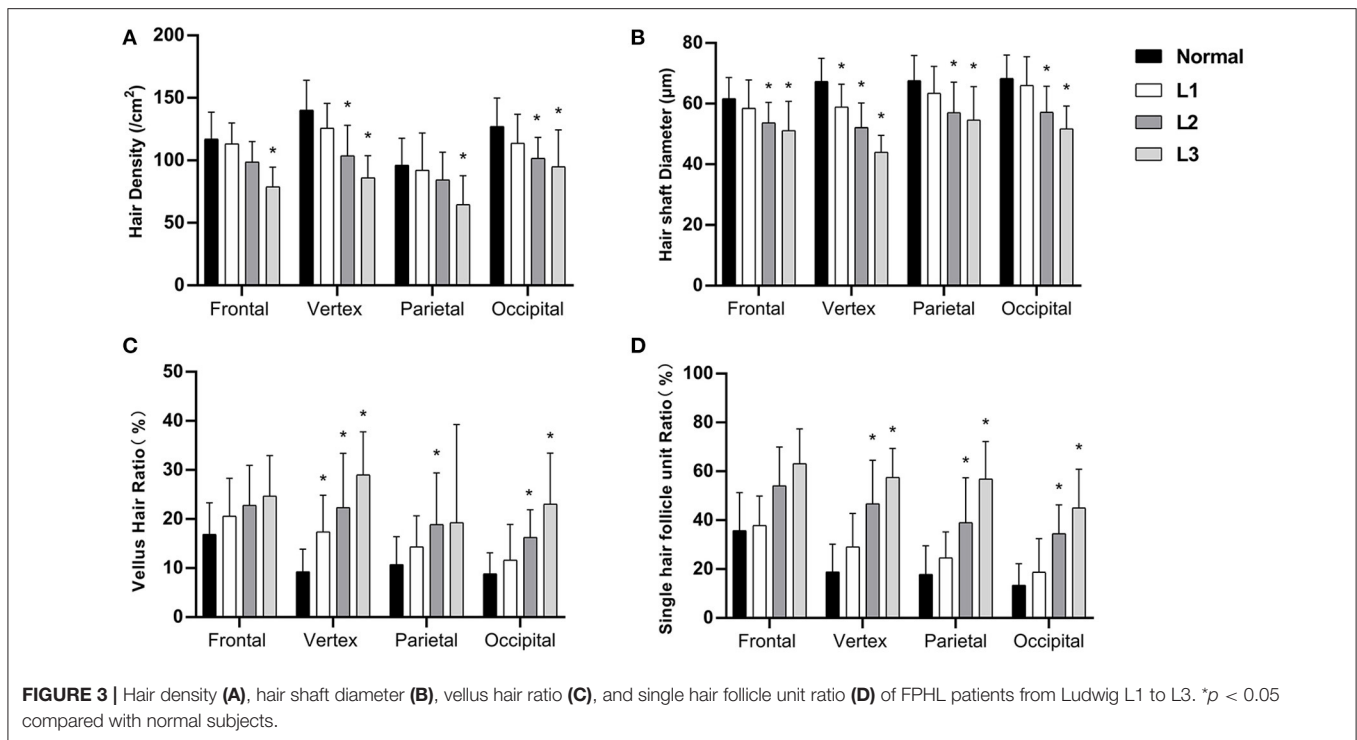 A
Hair Density (/cm²)
200
150
100
50
0
* * * * * *
Frontal Vertex Parietal Occipital
B
Hair shaft Diameter (μm)
80
60
40
20
0
* * * * * * * * *
Frontal Vertex Parietal Occipital
Normal
L1
L2
L3
C
Vellus Hair Ratio ( %)
50
40
30
20
10
0
* * * * * *
Frontal Vertex Parietal Occipital
D
Single hair follicle unit Ratio( %)
100
80
60
40
20
0
* * * * * *
Frontal Vertex Parietal Occipital
FIGURE 3 | Hair density (A), hair shaft diameter (B), vellus hair ratio (C), and single hair follicle unit ratio (D) of FPHL patients from Ludwig L1 to L3. *p < 0.05
compared with normal subjects.